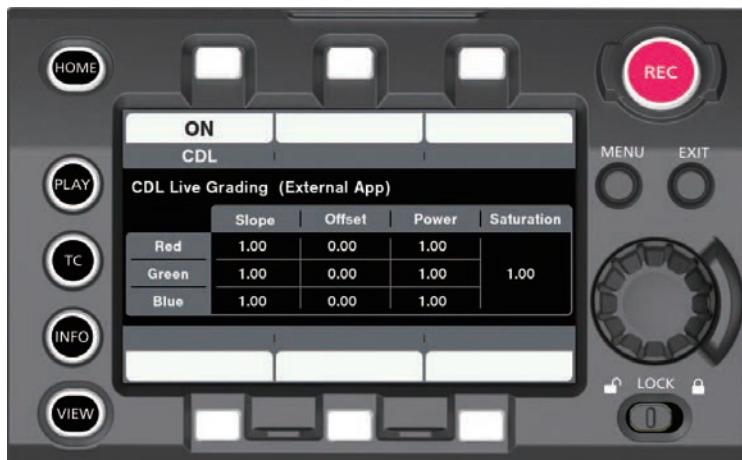 HOME
REC
ON
CDL
MENU EXIT
PLAY
CDL Live Grading (External App)
Slope Offset Power Saturation
Red 1.00 0.00 1.00
TC
Green 1.00 0.00 1.00 1.00
Blue 1.00 0.00 1.00
INFO
LOCK
VIEW
0